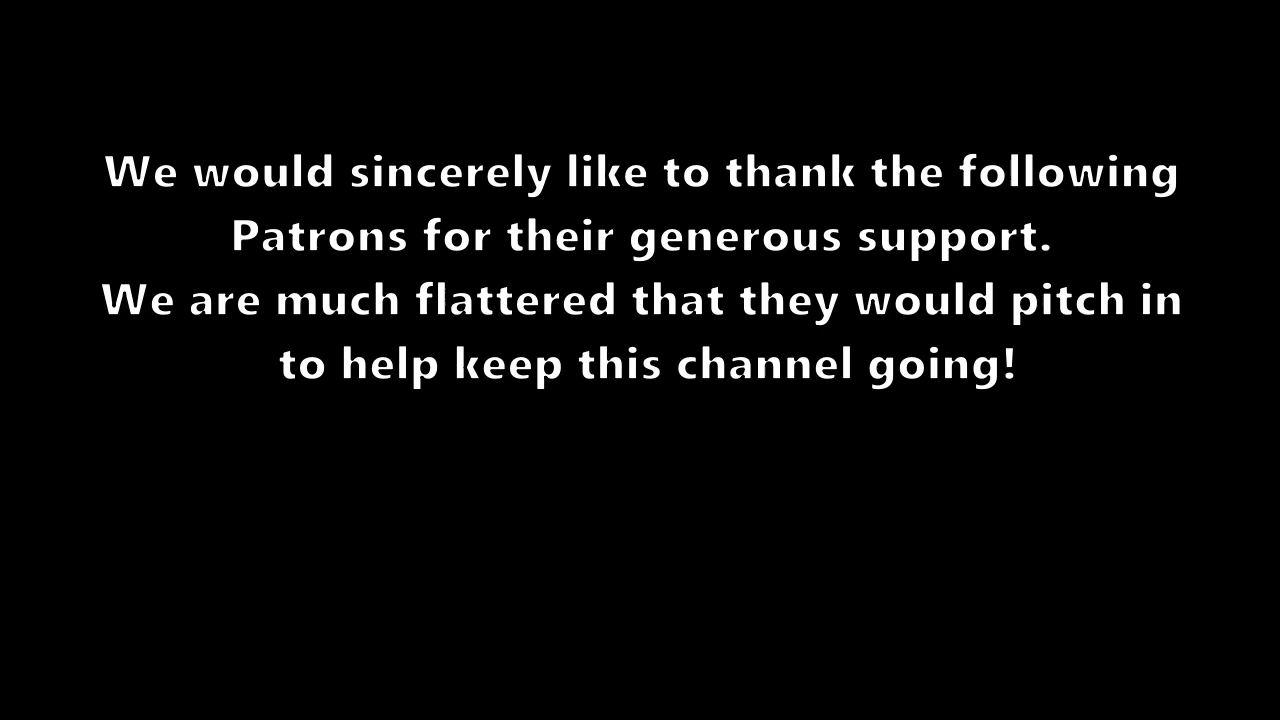 We would sincerely like to thank the following
Patrons for their generous support.
We are much flattered that they would pitch in
to help keep this channel going!